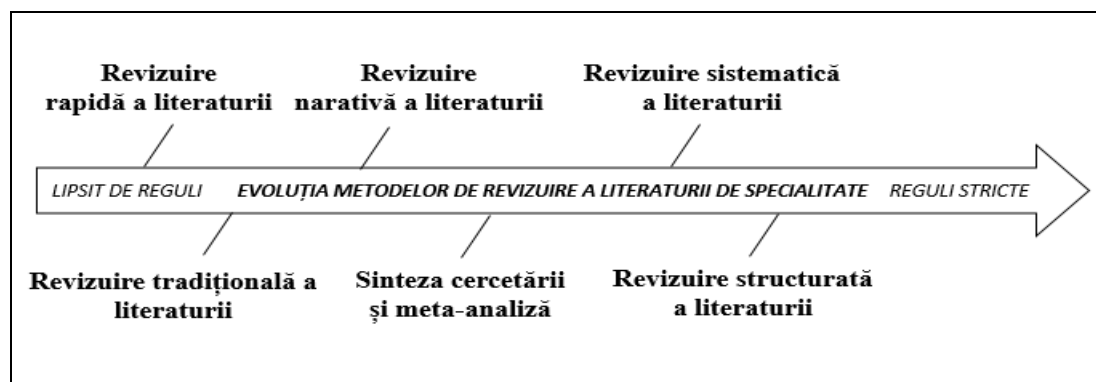 Revizuire
rapidă a literaturii
Revizuire
narativă a literaturii
Revizuire sistematică
a literaturii
LIPSIT DE REGULI
EVOLUȚIA METODELOR DE REVIZUIRE A LITERATURII DE SPECIALITATE
REGULI STRICTE
Revizuire tradițională a
literaturii
Sinteza cercetării
și meta-analiză
Revizuire structurată
a literaturii